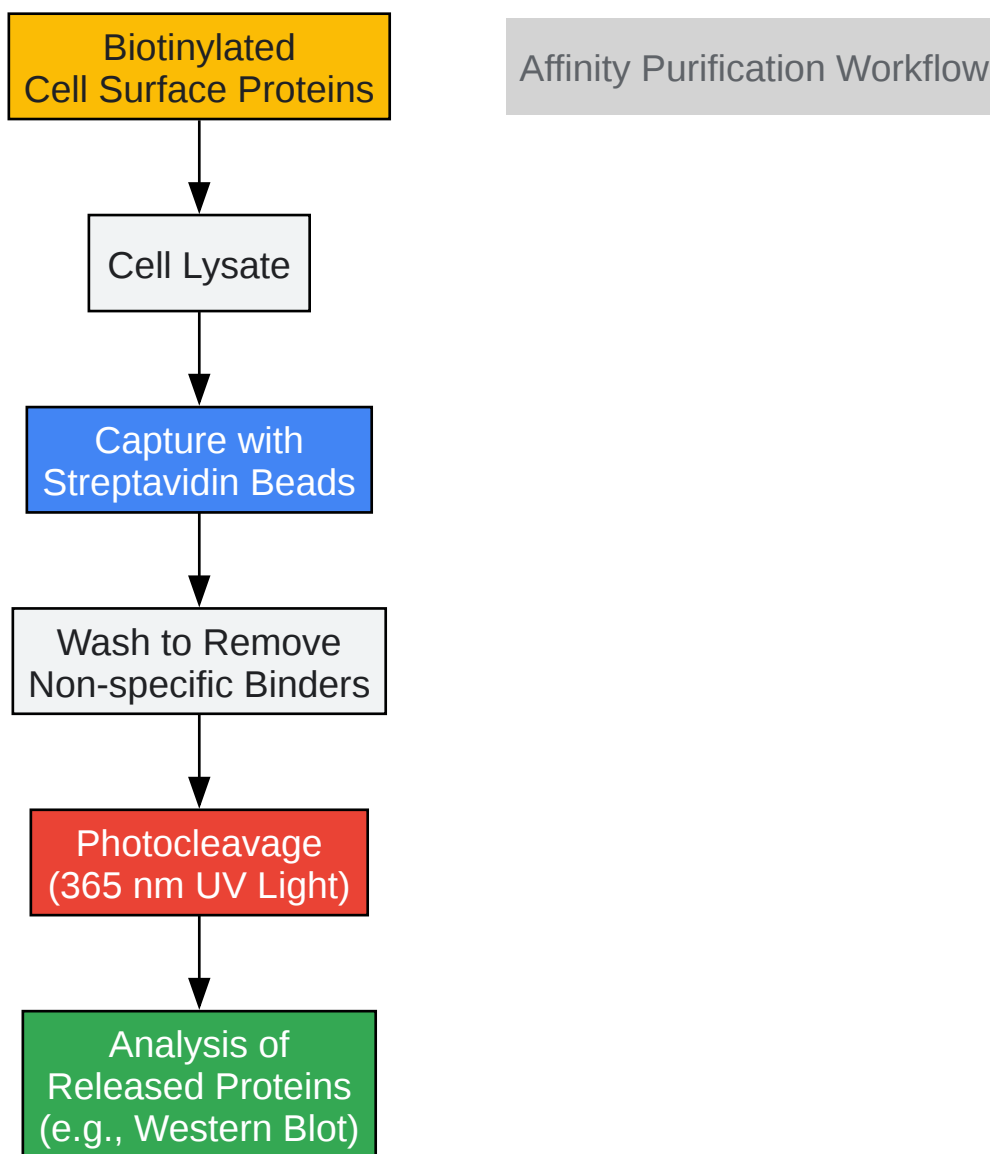 Biotinylated
Cell Surface Proteins
Affinity Purification Workflow
Cell Lysate
Capture with
Streptavidin Beads
Wash to Remove
Non-specific Binders
Photocleavage
(365 nm UV Light)
Analysis of
Released Proteins
(e.g., Western Blot)